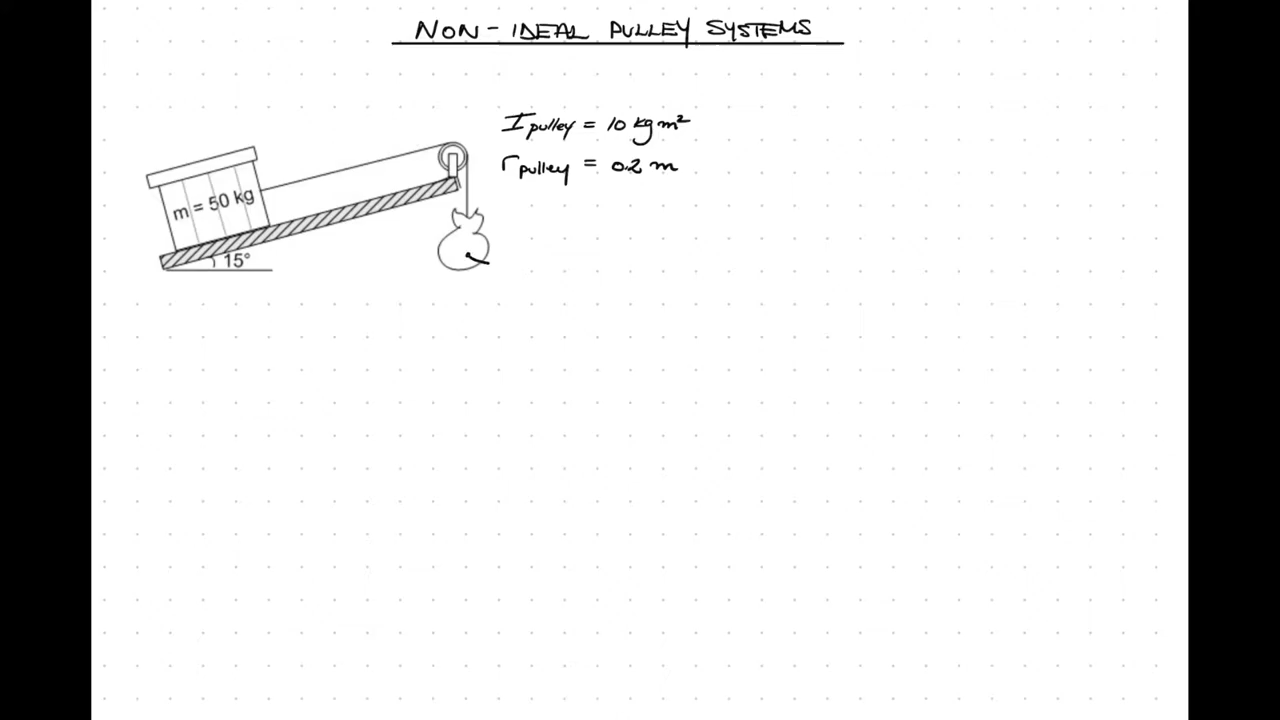 NON-IDEAL PULLEY SYSTEMS
I pulley = 10 kg m²
r pulley = 0.2 m
m = 50 kg
15°